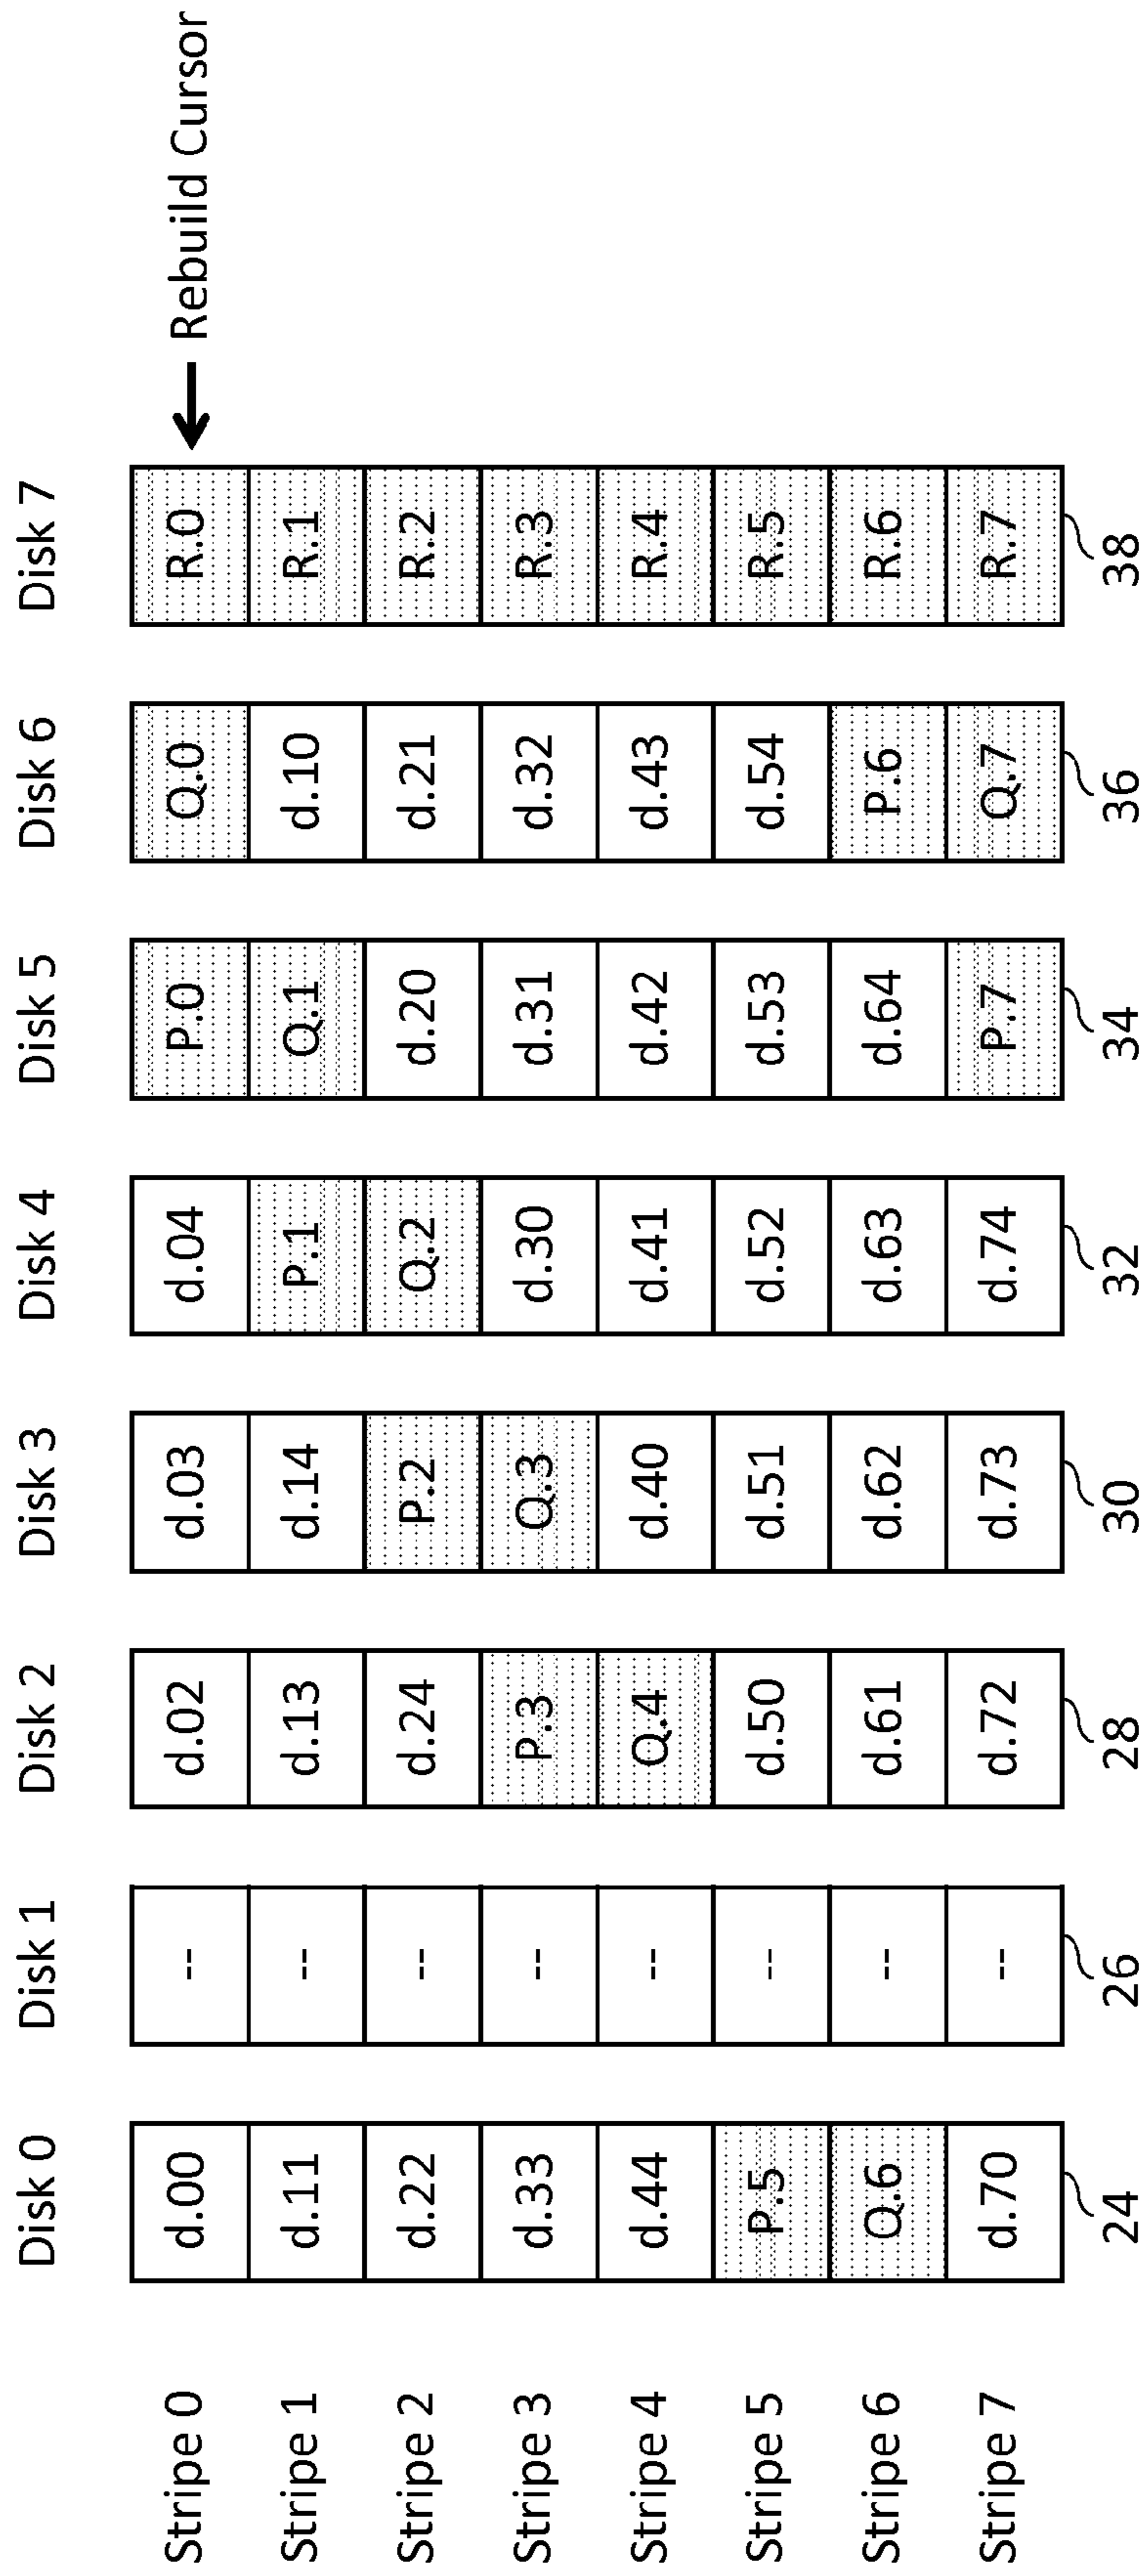 Disk 0 Disk 1 Disk 2 Disk 3 Disk 4 Disk 5 Disk 6 Disk 7
Stripe 0 d.00 -- d.02 d.03 d.04 P.0 Q.0 R.0 Rebuild Cursor
Stripe 1 d.11 -- d.13 d.14 P.1 Q.1 d.10 R.1
Stripe 2 d.22 -- d.24 P.2 Q.2 d.20 d.21 R.2
Stripe 3 d.33 -- P.3 Q.3 d.30 d.31 d.32 R.3
Stripe 4 d.44 -- Q.4 d.40 d.41 d.42 d.43 R.4
Stripe 5 P.5 -- d.50 d.51 d.52 d.53 d.54 R.5
Stripe 6 Q.6 -- d.61 d.62 d.63 d.64 P.6 R.6
Stripe 7 d.70 -- d.72 d.73 d.74 P.7 Q.7 R.7
24 26 28 30 32 34 36 38